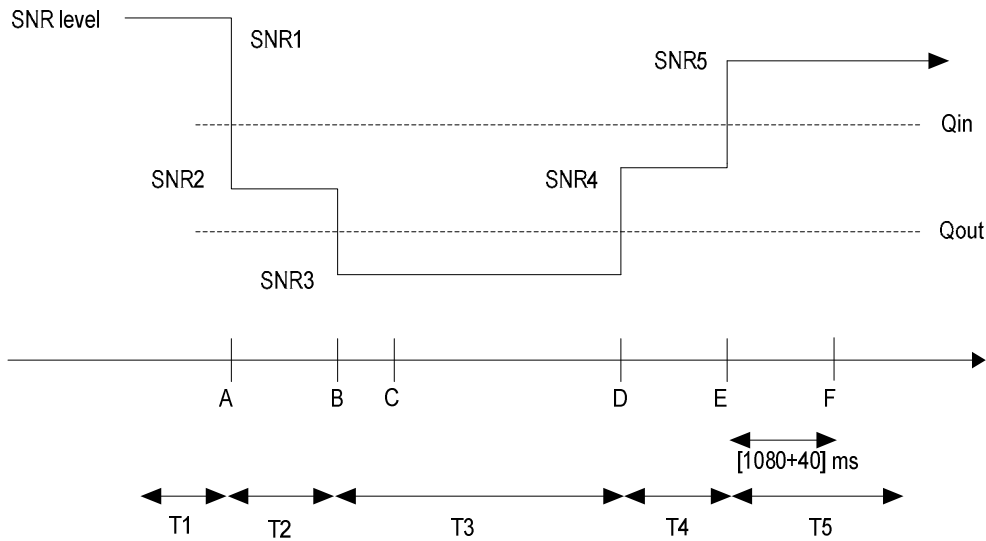 SNR level
SNR1
SNR5
Qin
SNR2
SNR4
Qout
SNR3
A B C D E F
[1080+40] ms
T1 T2 T3 T4 T5